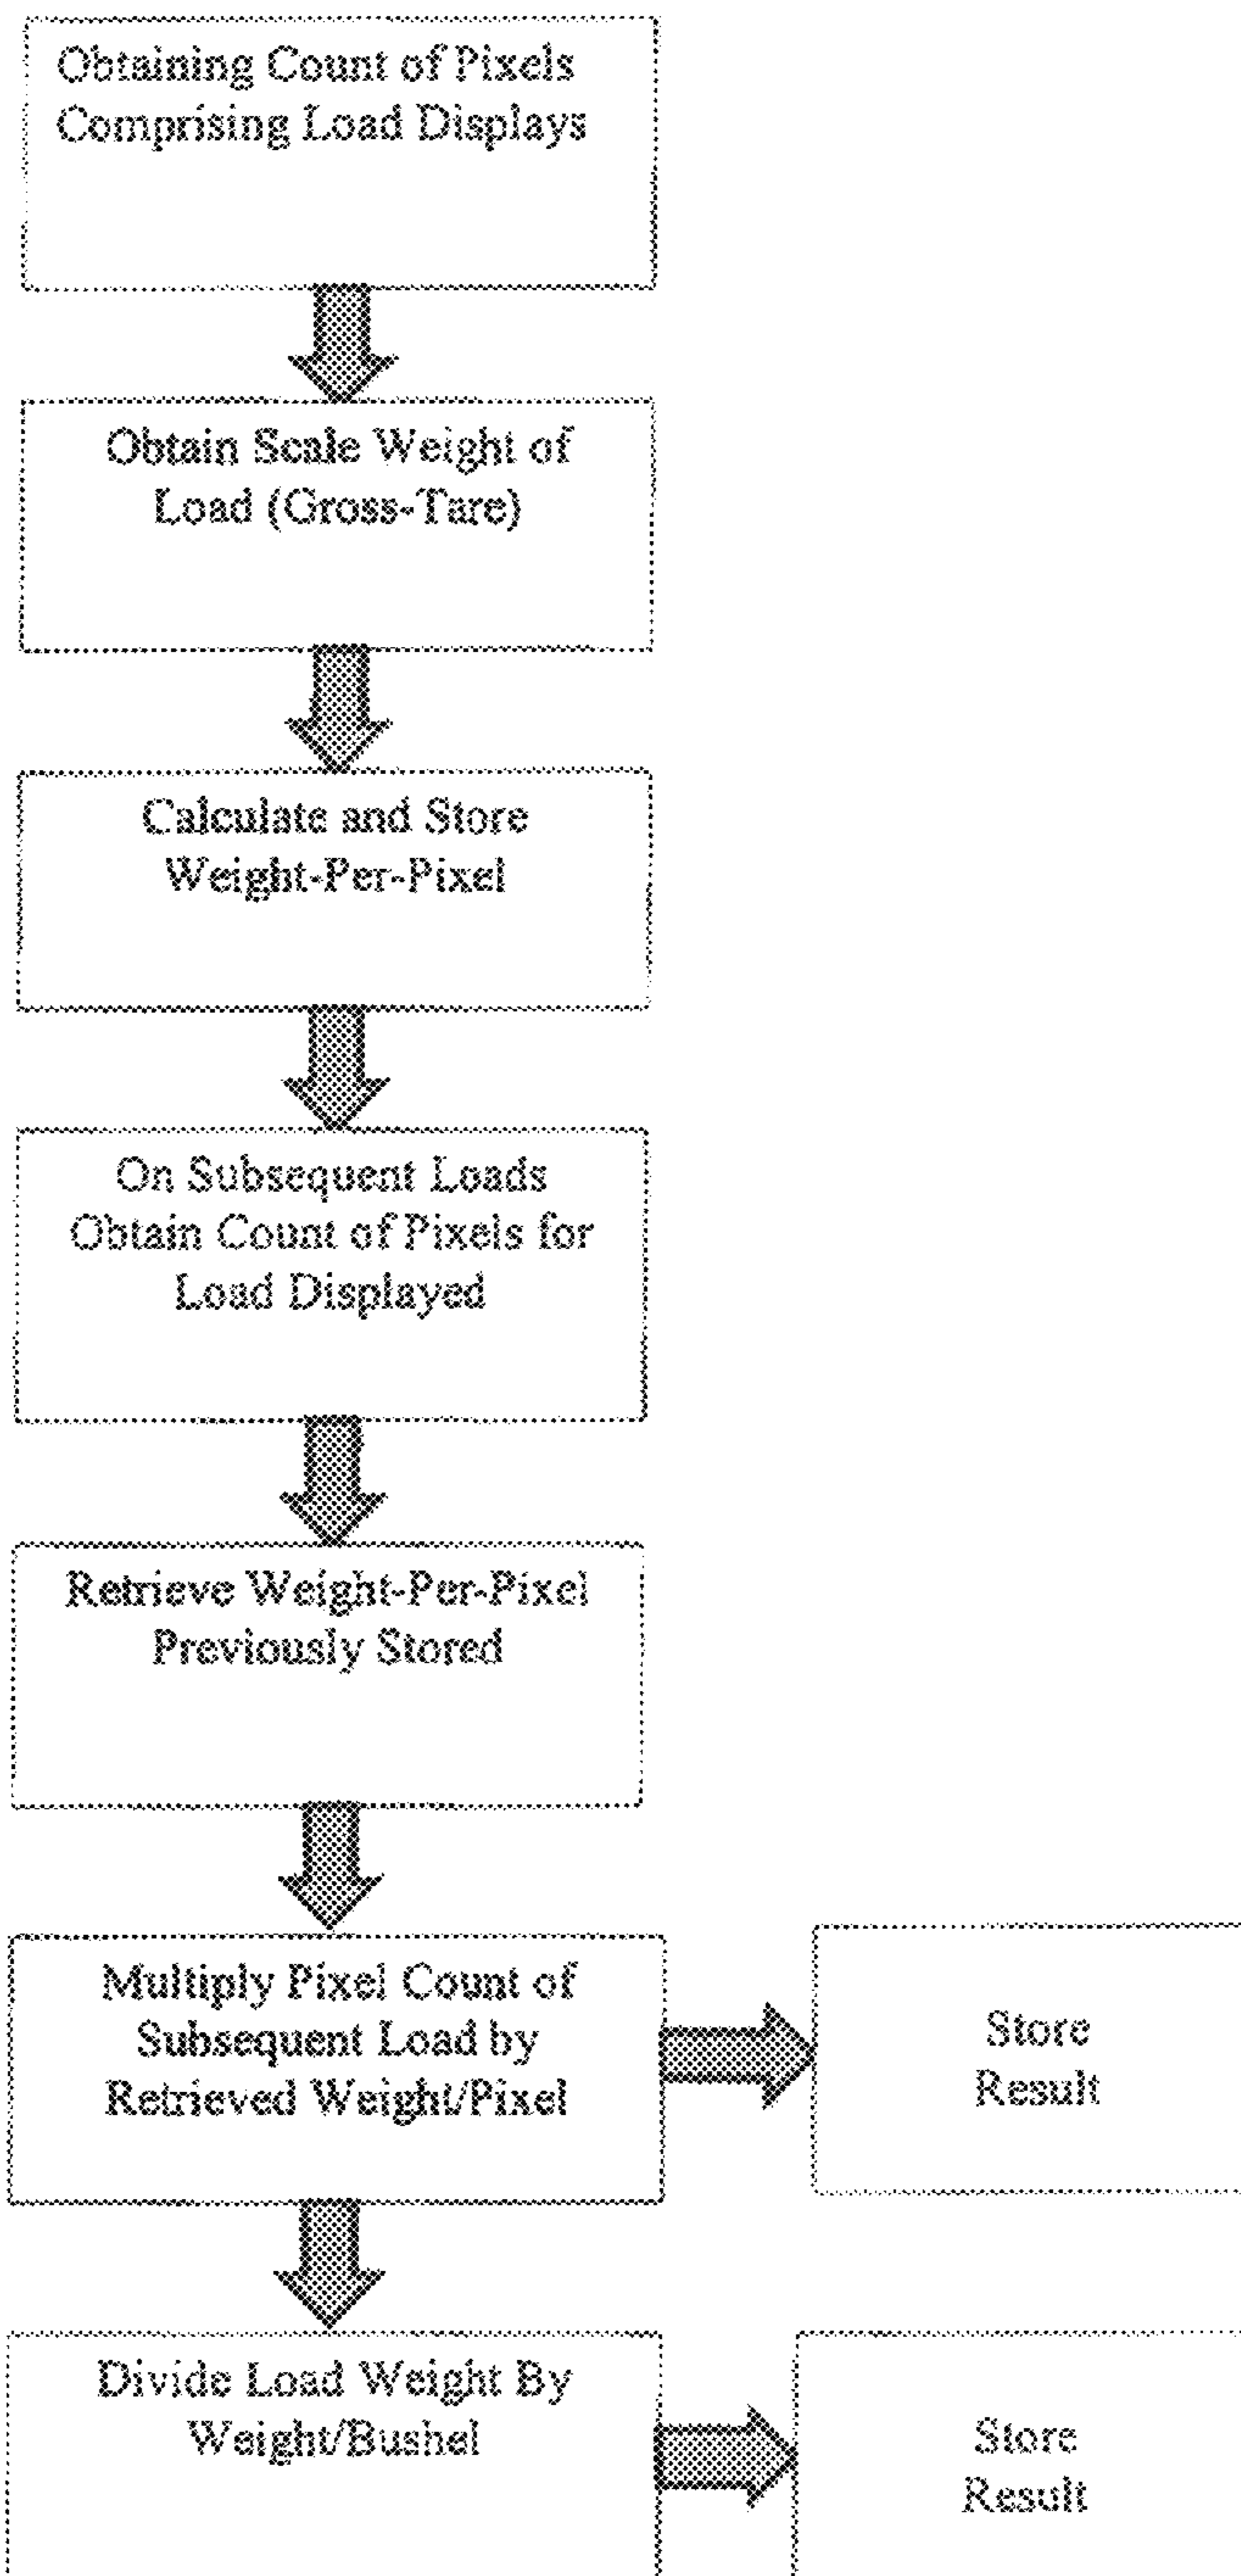 Obtaining Count of Pixels
Comprising Load Displays
Obtain Scale Weight of
Load (Gross-Tare)
Calculate and Store
Weight-Per-Pixel
On Subsequent Loads
Obtain Count of Pixels for
Load Displayed
Retrieve Weight-Per-Pixel
Previously Stored
Multiply Pixel Count of
Subsequent Load by
Retrieved Weight/Pixel
Store
Result
Divide Load Weight By
Weight/Bushel
Store
Result